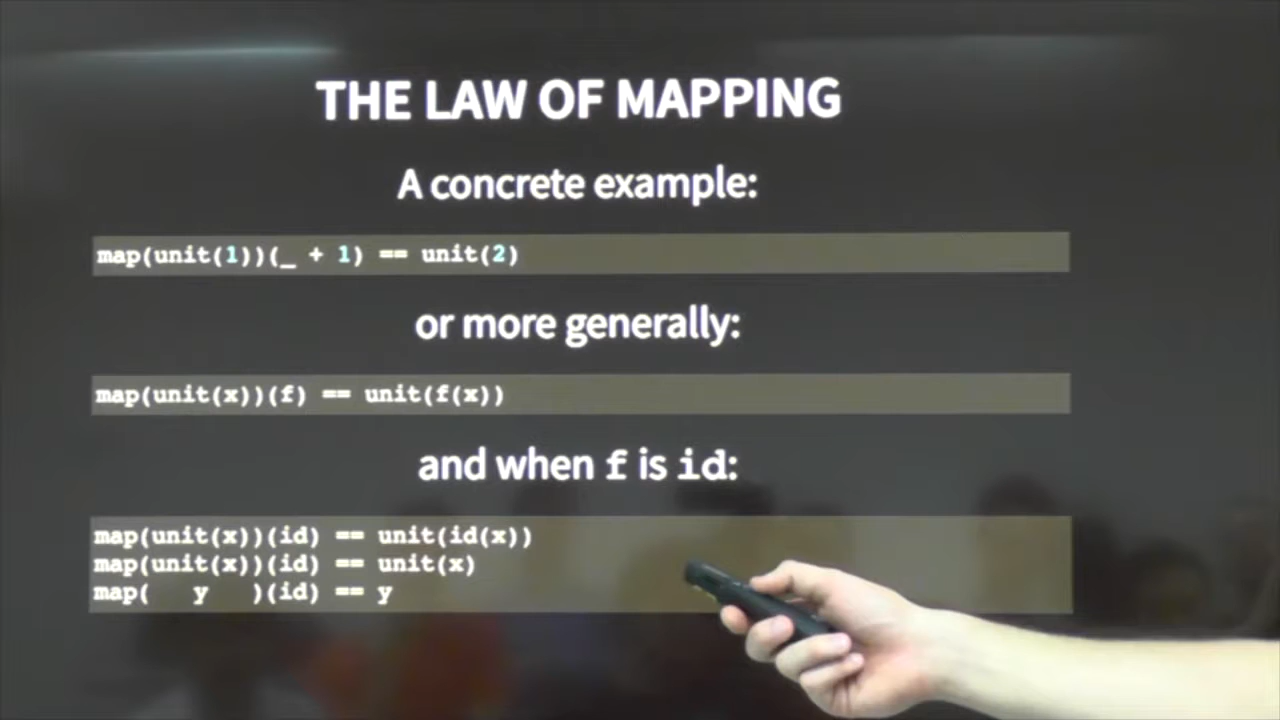 THE LAW OF MAPPING
A concrete example:
map(unit(1))(_ + 1) == unit(2)
or more generally:
map(unit(x))(f) == unit(f(x))
and when f is id:
map(unit(x))(id) == unit(id(x))
map(unit(x))(id) == unit(x)
map(   y   )(id) == y